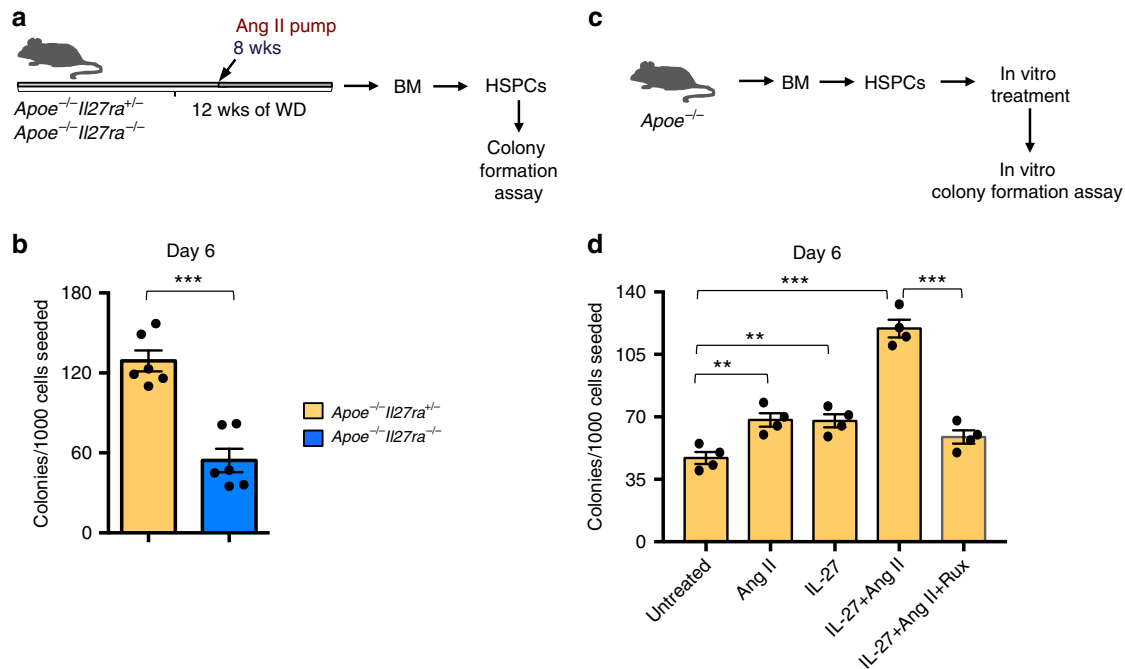 a
Ang II pump
8 wks
BM
HSPCs
Apoe–/–Il27ra+/–
12 wks of WD
Apoe–/–Il27ra–/–
Colony
formation
assay
c
BM
HSPCs
In vitro
treatment
Apoe–/–
In vitro
colony formation assay
b
Day 6
***
180
120
60
0
Colonies/1000 cells seeded
Apoe–/–Il27ra+/–
Apoe–/–Il27ra–/–
d
Day 6
***
***
**
**
140
105
70
35
0
Colonies/1000 cells seeded
Untreated
Ang II
IL-27
IL-27+Ang II
IL-27+Ang II+Rux